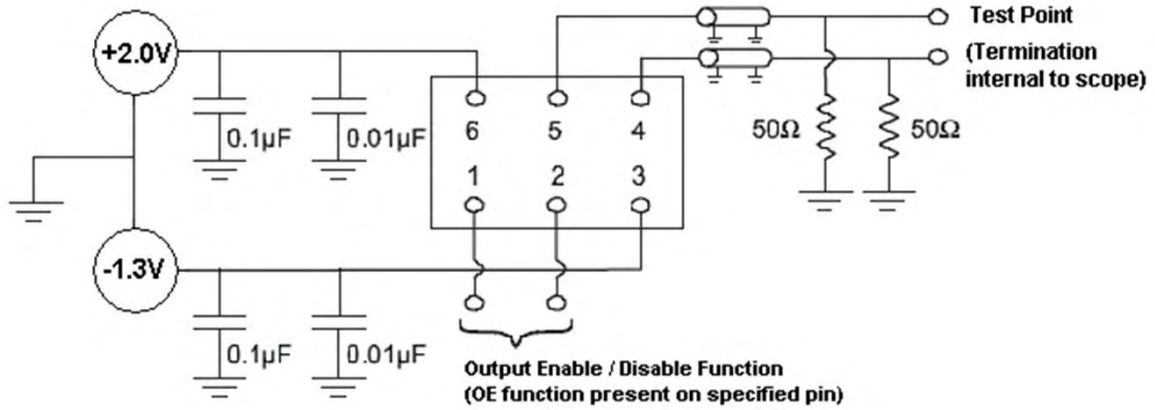 +2.0V
Test Point
(Termination
internal to scope)
0.1µF
0.01µF
6
5
4
50Ω
50Ω
1
2
3
-1.3V
0.1µF
0.01µF
Output Enable / Disable Function
(OE function present on specified pin)